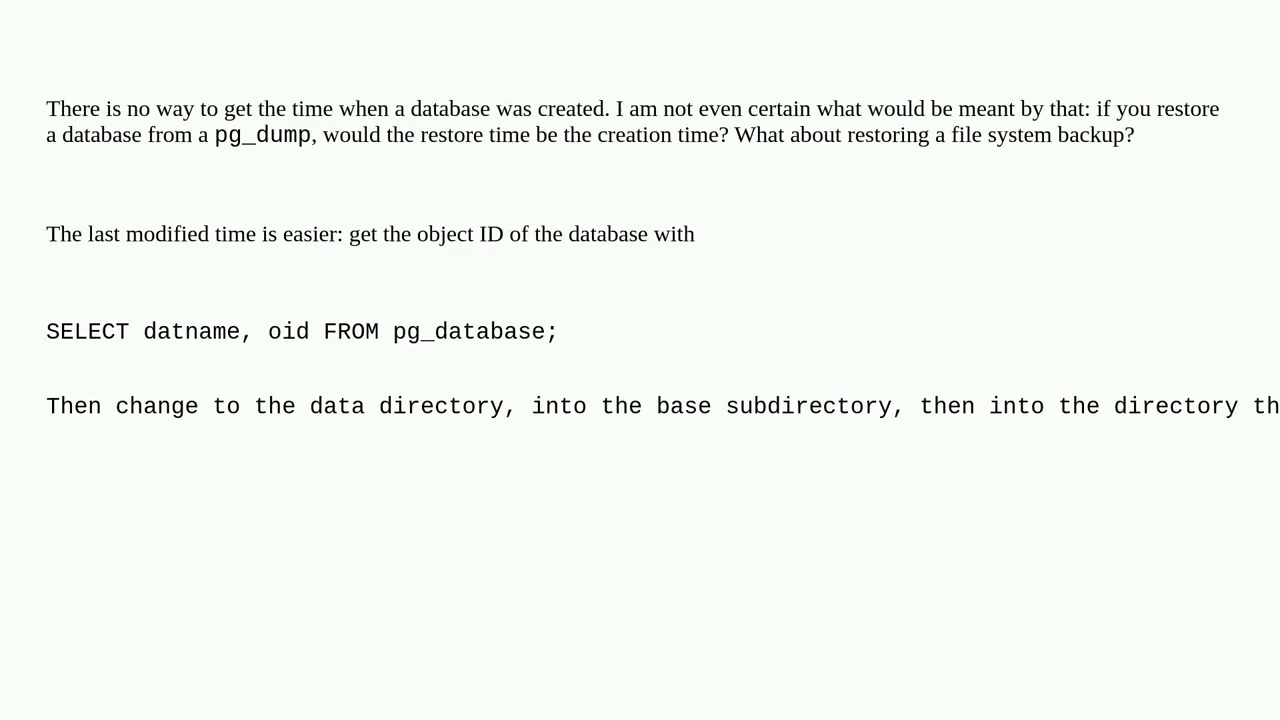 There is no way to get the time when a database was created. I am not even certain what would be meant by that: if you restore
a database from a pg_dump, would the restore time be the creation time? What about restoring a file system backup?
The last modified time is easier: get the object ID of the database with
SELECT datname, oid FROM pg_database;
Then change to the data directory, into the base subdirectory, then into the directory